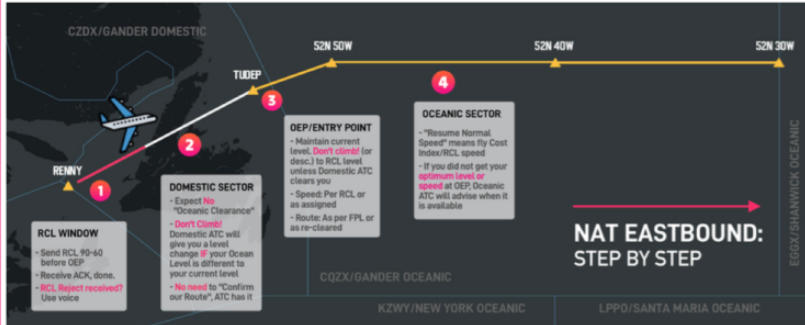 CZDX/GANDER DOMESTIC
52N 50W
52N 40W
52N 30W
TUDEP
RENNY
1
2
3
4
RCL WINDOW
- Send RCL 90-60
before OEP
- Receive ACK, done.
- RCL Reject received?
Use voice
DOMESTIC SECTOR
- Expect No
"Oceanic Clearance"
- Don't Climb!
Domestic ATC will
give you a level
change IF your Ocean
Level is different to
your current level
- No need to "Confirm
our Route", ATC has it
OEP/ENTRY POINT
- Maintain current
level. Don't climb! (or
desc.) to RCL level
unless Domestic ATC
clears you
- Speed: Per RCL or
as assigned
- Route: As per FPL or
as re-cleared
OCEANIC SECTOR
- "Resume Normal
Speed" means fly Cost
Index/RCL speed
- If you did not get your
optimum level or
speed at OEP, Oceanic
ATC will advise when it
is available
NAT EASTBOUND:
STEP BY STEP
EGGX/SHANWICK OCEANIC
CQZX/GANDER OCEANIC
KZWY/NEW YORK OCEANIC
LPPO/SANTA MARIA OCEANIC